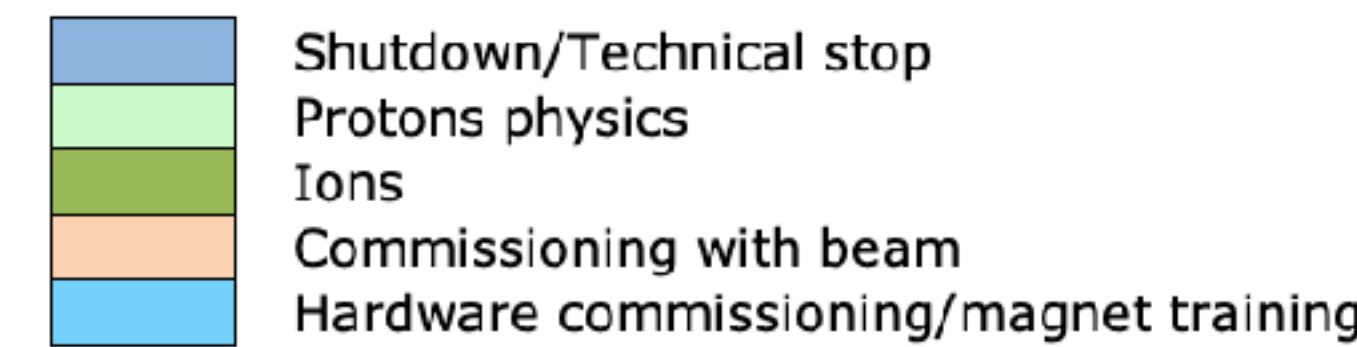 Shutdown/Technical stop
Protons physics
Ions
Commissioning with beam
Hardware commissioning/magnet training